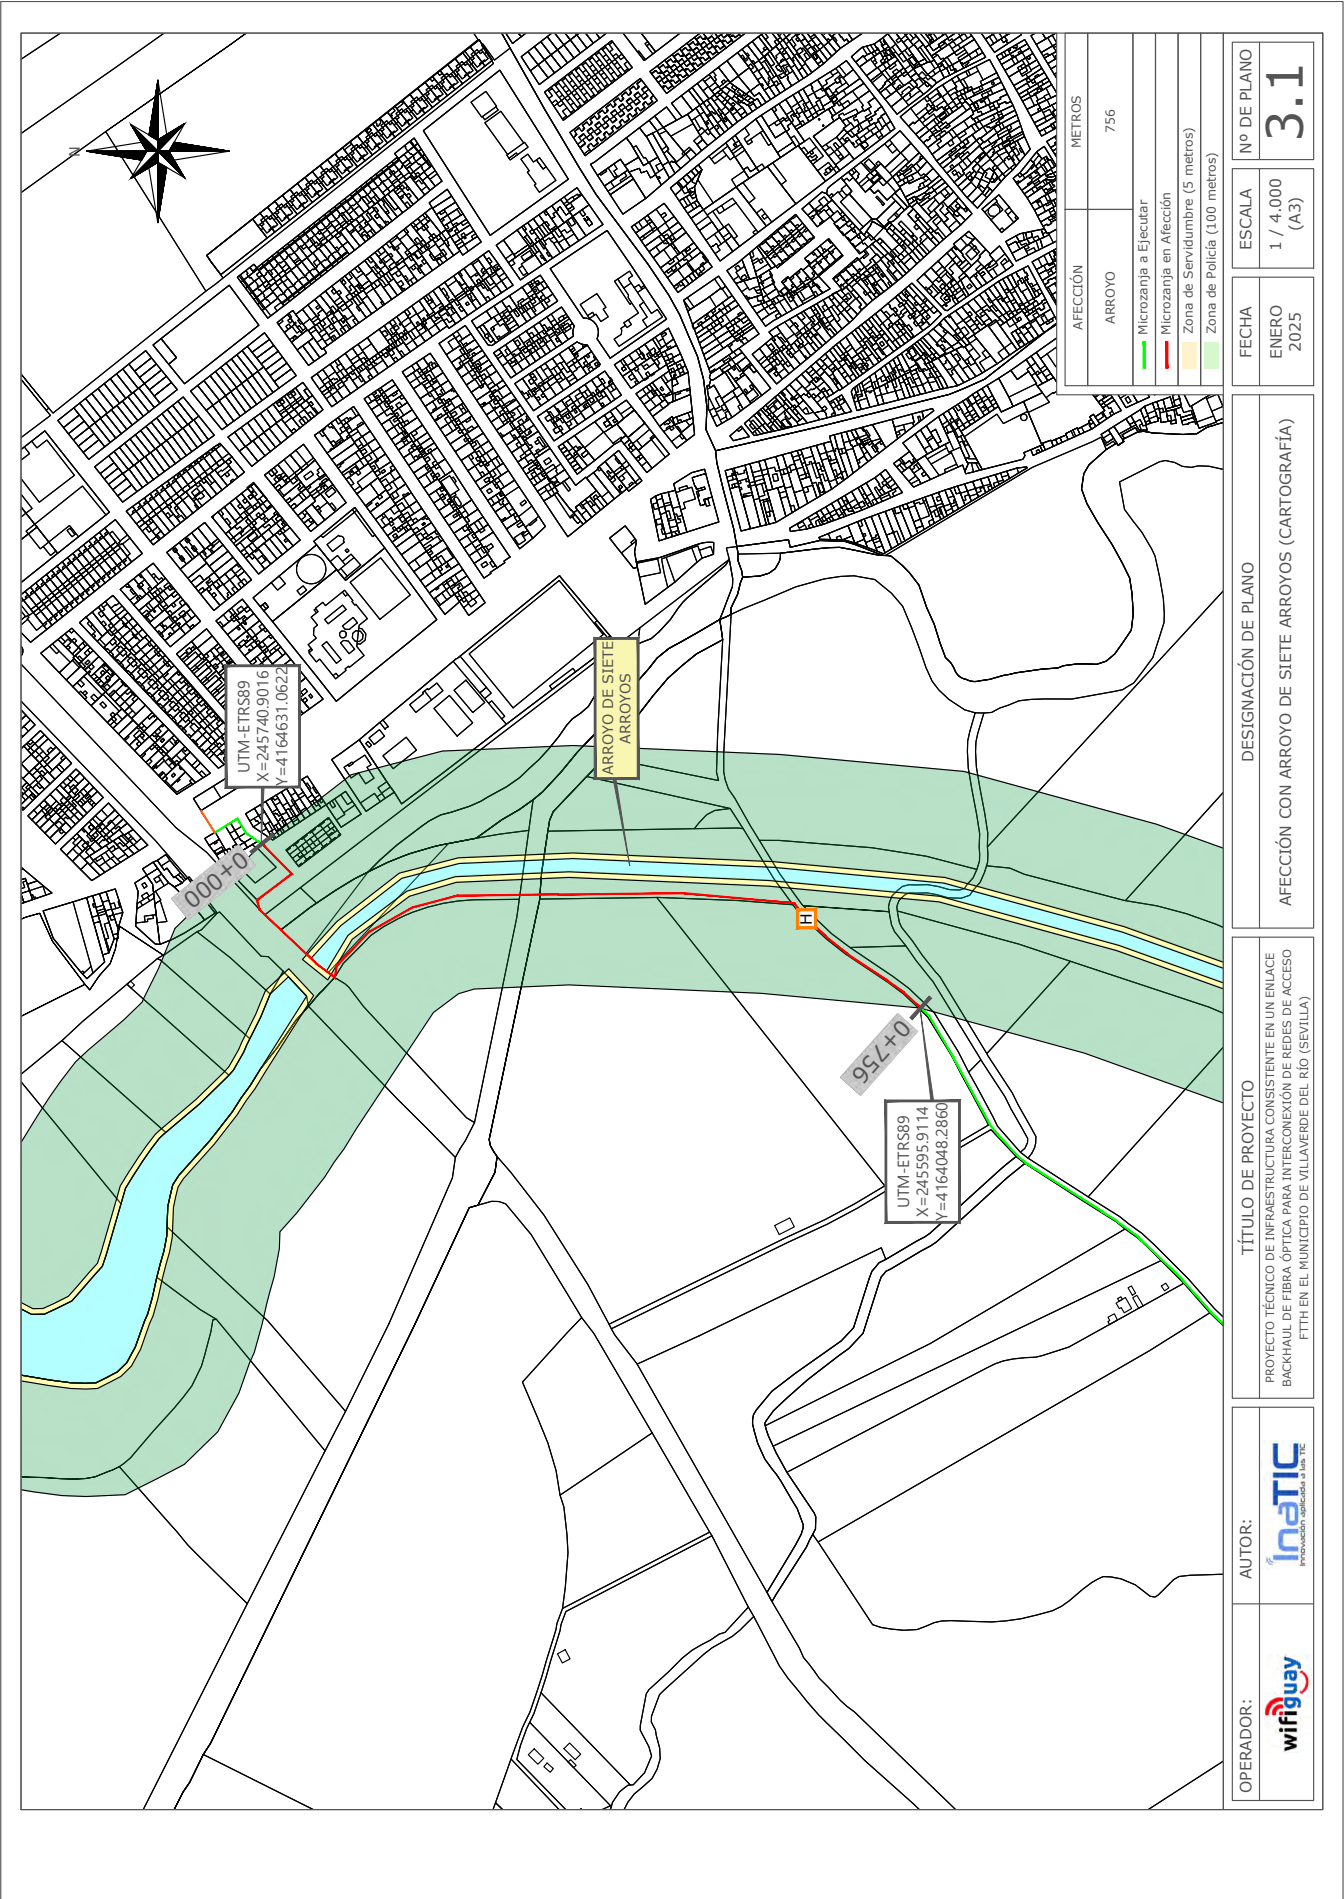 N
UTM-ETRS89
X=245740.9016
Y=4164631.0622
0+000
ARROYO DE SIETE
ARROYOS
H
0+756
UTM-ETRS89
X=245595.9114
Y=4164048.2860
AFECCIÓN
METROS
ARROYO
756
Microzanja a Ejecutar
Microzanja en Afección
Zona de Servidumbre (5 metros)
Zona de Policía (100 metros)
OPERADOR:
wifiguay
AUTOR:
InaTIC
Innovación aplicada a las TIC
TÍTULO DE PROYECTO
PROYECTO TÉCNICO DE INFRAESTRUCTURA CONSISTENTE EN UN ENLACE
BACKHAUL DE FIBRA ÓPTICA PARA INTERCONEXIÓN DE REDES DE ACCESO
FTTH EN EL MUNICIPIO DE VILLAVERDE DEL RÍO (SEVILLA)
DESIGNACIÓN DE PLANO
AFECCIÓN CON ARROYO DE SIETE ARROYOS (CARTOGRAFÍA)
FECHA
ENERO
2025
ESCALA
1 / 4.000
(A3)
Nº DE PLANO
3.1